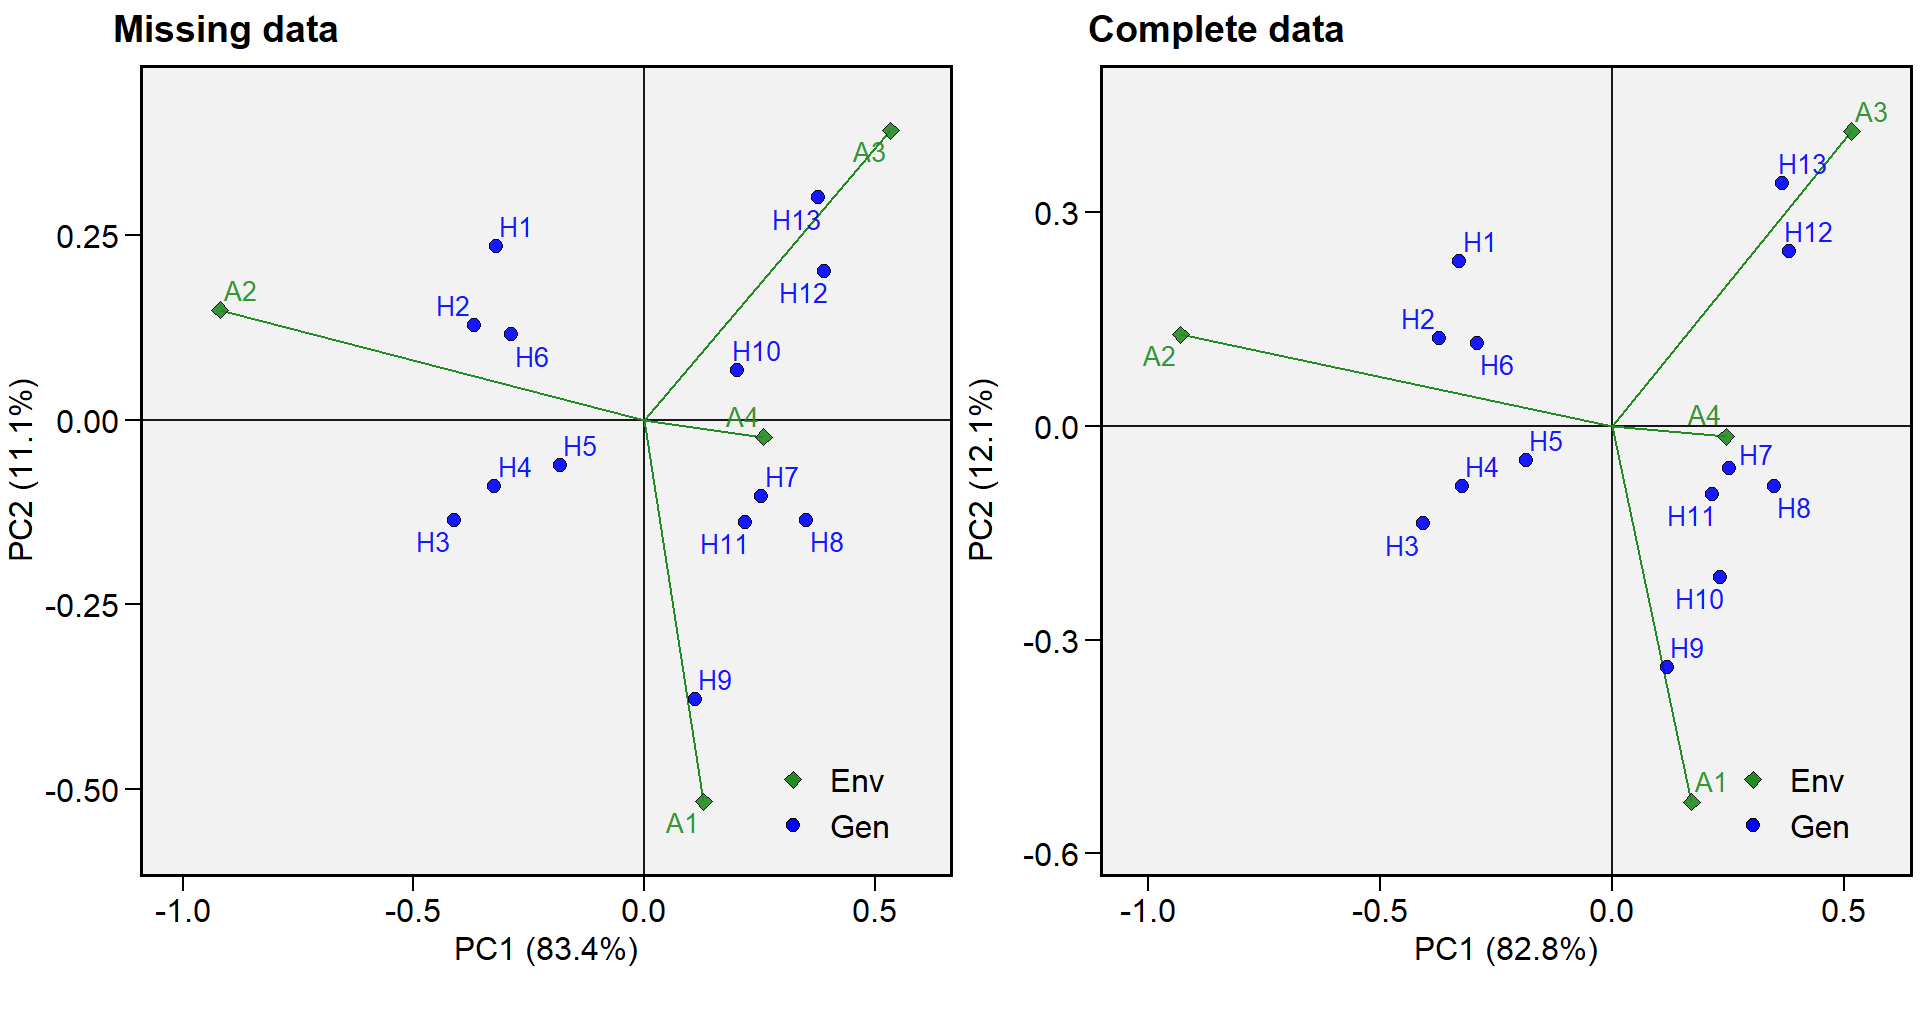 Missing data
A3
H13
H1
0.25
H12
A2
H2
H6
H10
A4
0.00
H5
H4
H7
H3
H11
H8
-0.25
H9
-0.50
A1
Env
Gen
-1.0
-0.5
0.0
0.5
PC1 (83.4%)
PC2 (11.1%)
Complete data
A3
H13
0.3
H12
H1
H2
A2
H6
A4
0.0
H5
H7
H4
H8
H11
H3
H10
-0.3
H9
A1
-0.6
Env
Gen
-1.0
-0.5
0.0
0.5
PC1 (82.8%)
PC2 (12.1%)